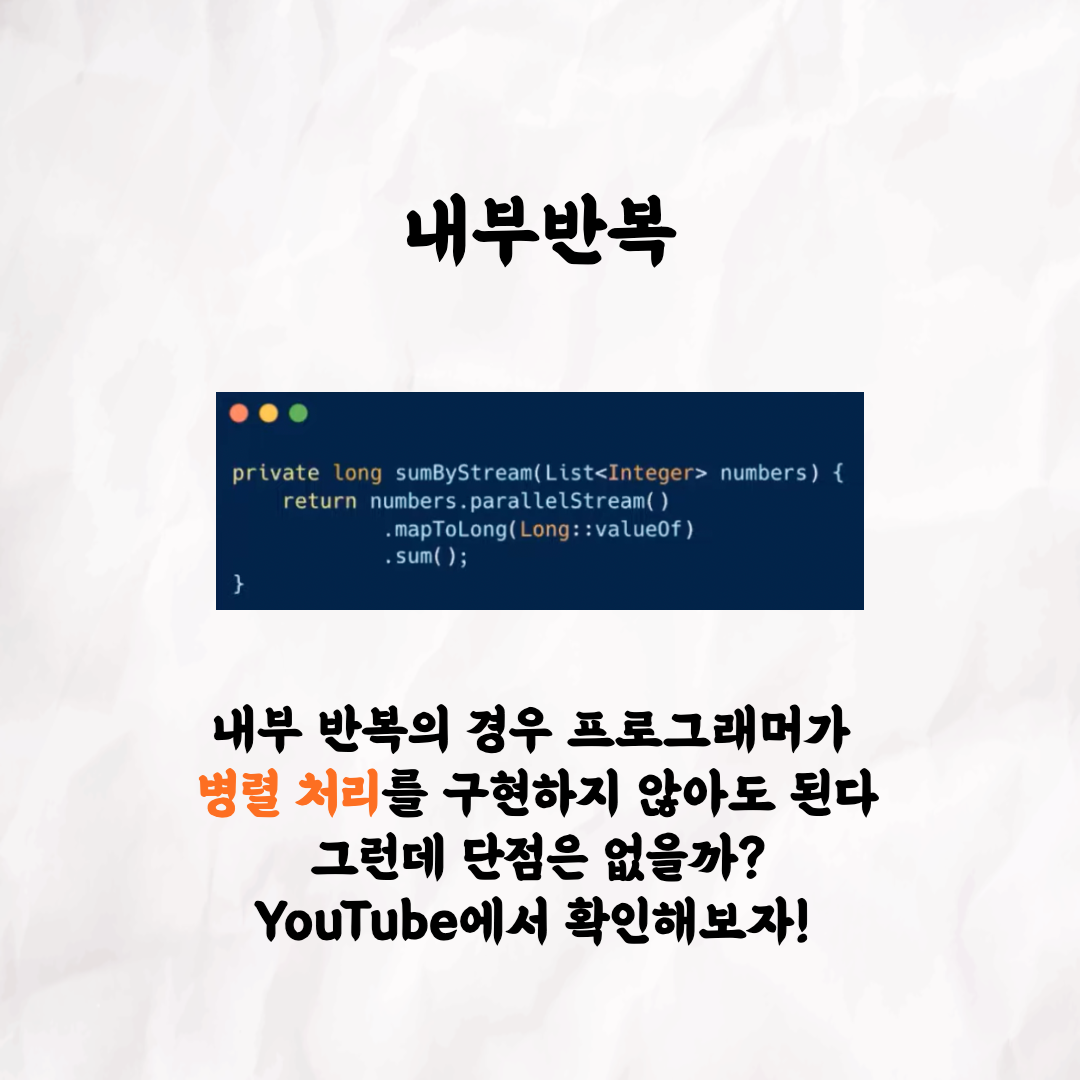 내부반복
private long sumByStream(List<Integer> numbers) {
    return numbers.parallelStream()
            .mapToLong(Long::valueOf)
            .sum();
}
내부 반복의 경우 프로그래머가
병렬 처리를 구현하지 않아도 된다
그런데 단점은 없을까?
YouTube에서 확인해보자!